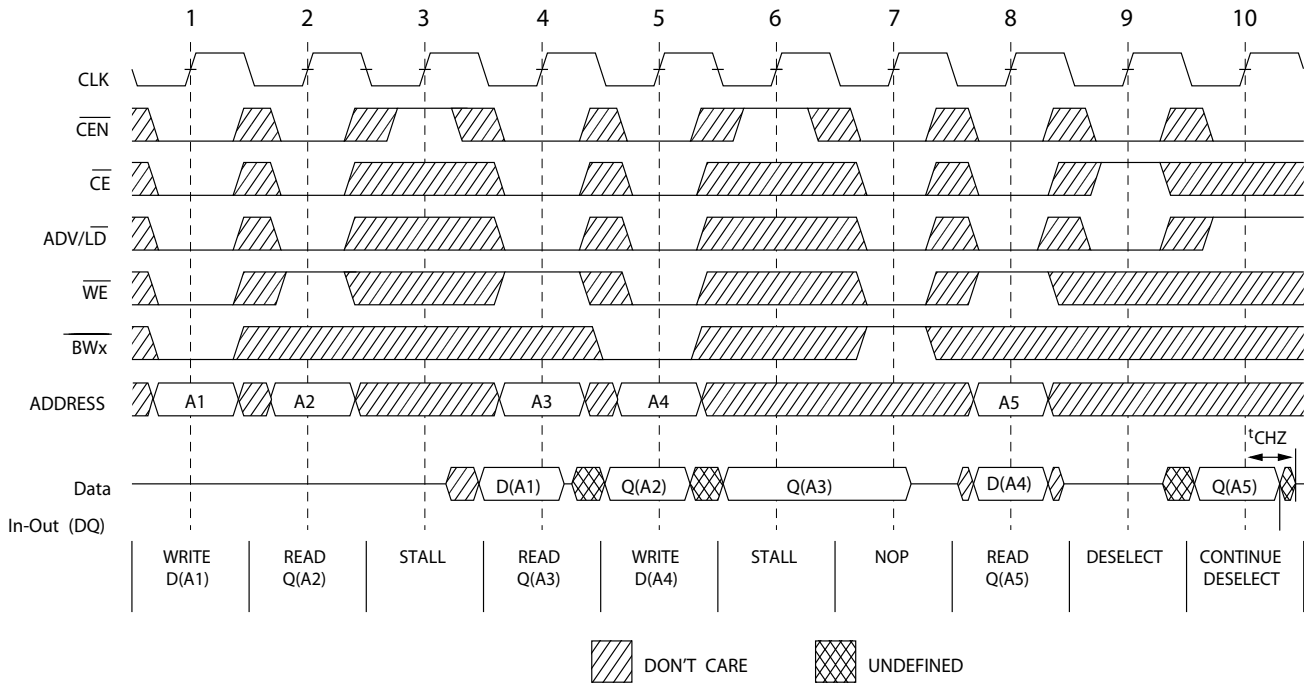 1 2 3 4 5 6 7 8 9 10
CLK
CEN
CE
ADV/LD
WE
BWx
ADDRESS A1 A2 A3 A4 A5
tCHZ
Data D(A1) Q(A2) Q(A3) D(A4) Q(A5)
In-Out (DQ)
WRITE READ STALL READ WRITE STALL NOP READ DESELECT CONTINUE
D(A1) Q(A2) Q(A3) D(A4) Q(A5) DESELECT
DON'T CARE UNDEFINED